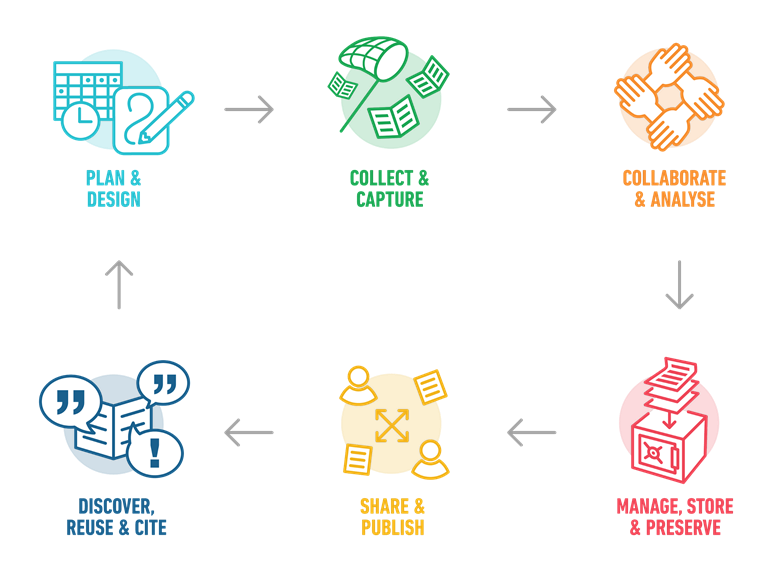 PLAN &
DESIGN
COLLECT &
CAPTURE
COLLABORATE
& ANALYSE
DISCOVER,
REUSE & CITE
SHARE &
PUBLISH
MANAGE, STORE
& PRESERVE